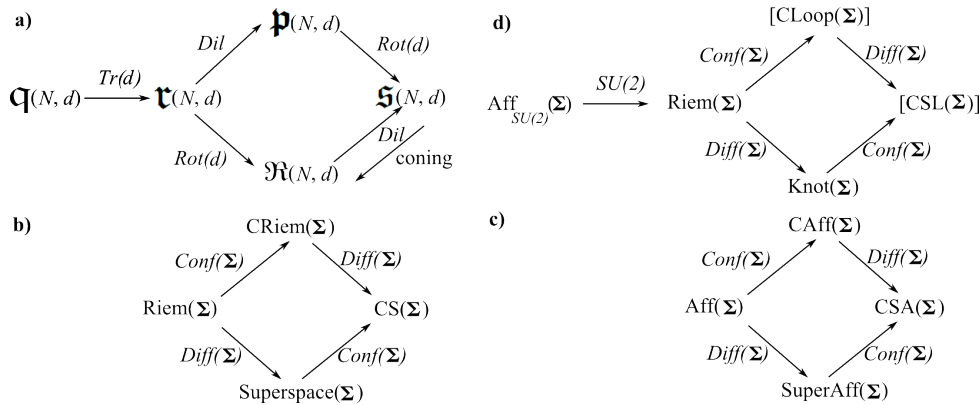 a)
𝖖(N, d)
Tr(d)
𝖗(N, d)
Dil
𝖕(N, d)
Rot(d)
𝖘(N, d)
Rot(d)
ℜ(N, d)
Dil
coning
d)
Aff_SU(2)(Σ)
SU(2)
Riem(Σ)
Conf(Σ)
[CLoop(Σ)]
Diff(Σ)
[CSL(Σ)]
Diff(Σ)
Knot(Σ)
Conf(Σ)
b)
CRiem(Σ)
Conf(Σ)
Diff(Σ)
Riem(Σ)
CS(Σ)
Diff(Σ)
Conf(Σ)
Superspace(Σ)
c)
CAff(Σ)
Conf(Σ)
Diff(Σ)
Aff(Σ)
CSA(Σ)
Diff(Σ)
Conf(Σ)
SuperAff(Σ)